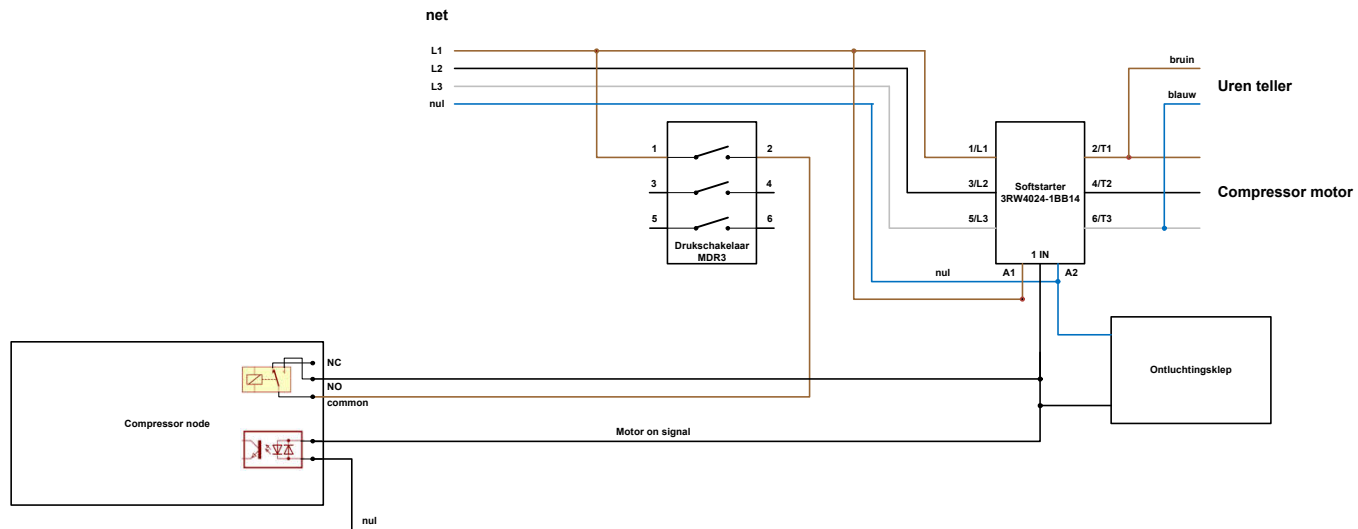 net
L1
L2
L3
nul
bruin
Uren teller
blauw
1
2
3
4
5
6
Drukschakelaar
MDR3
1/L1
2/T1
3/L2
4/T2
5/L3
6/T3
Softstarter
3RW4024-1BB14
1 IN
A1
A2
nul
Compressor motor
Ontluchtingsklep
NC
NO
common
Compressor node
Motor on signal
nul